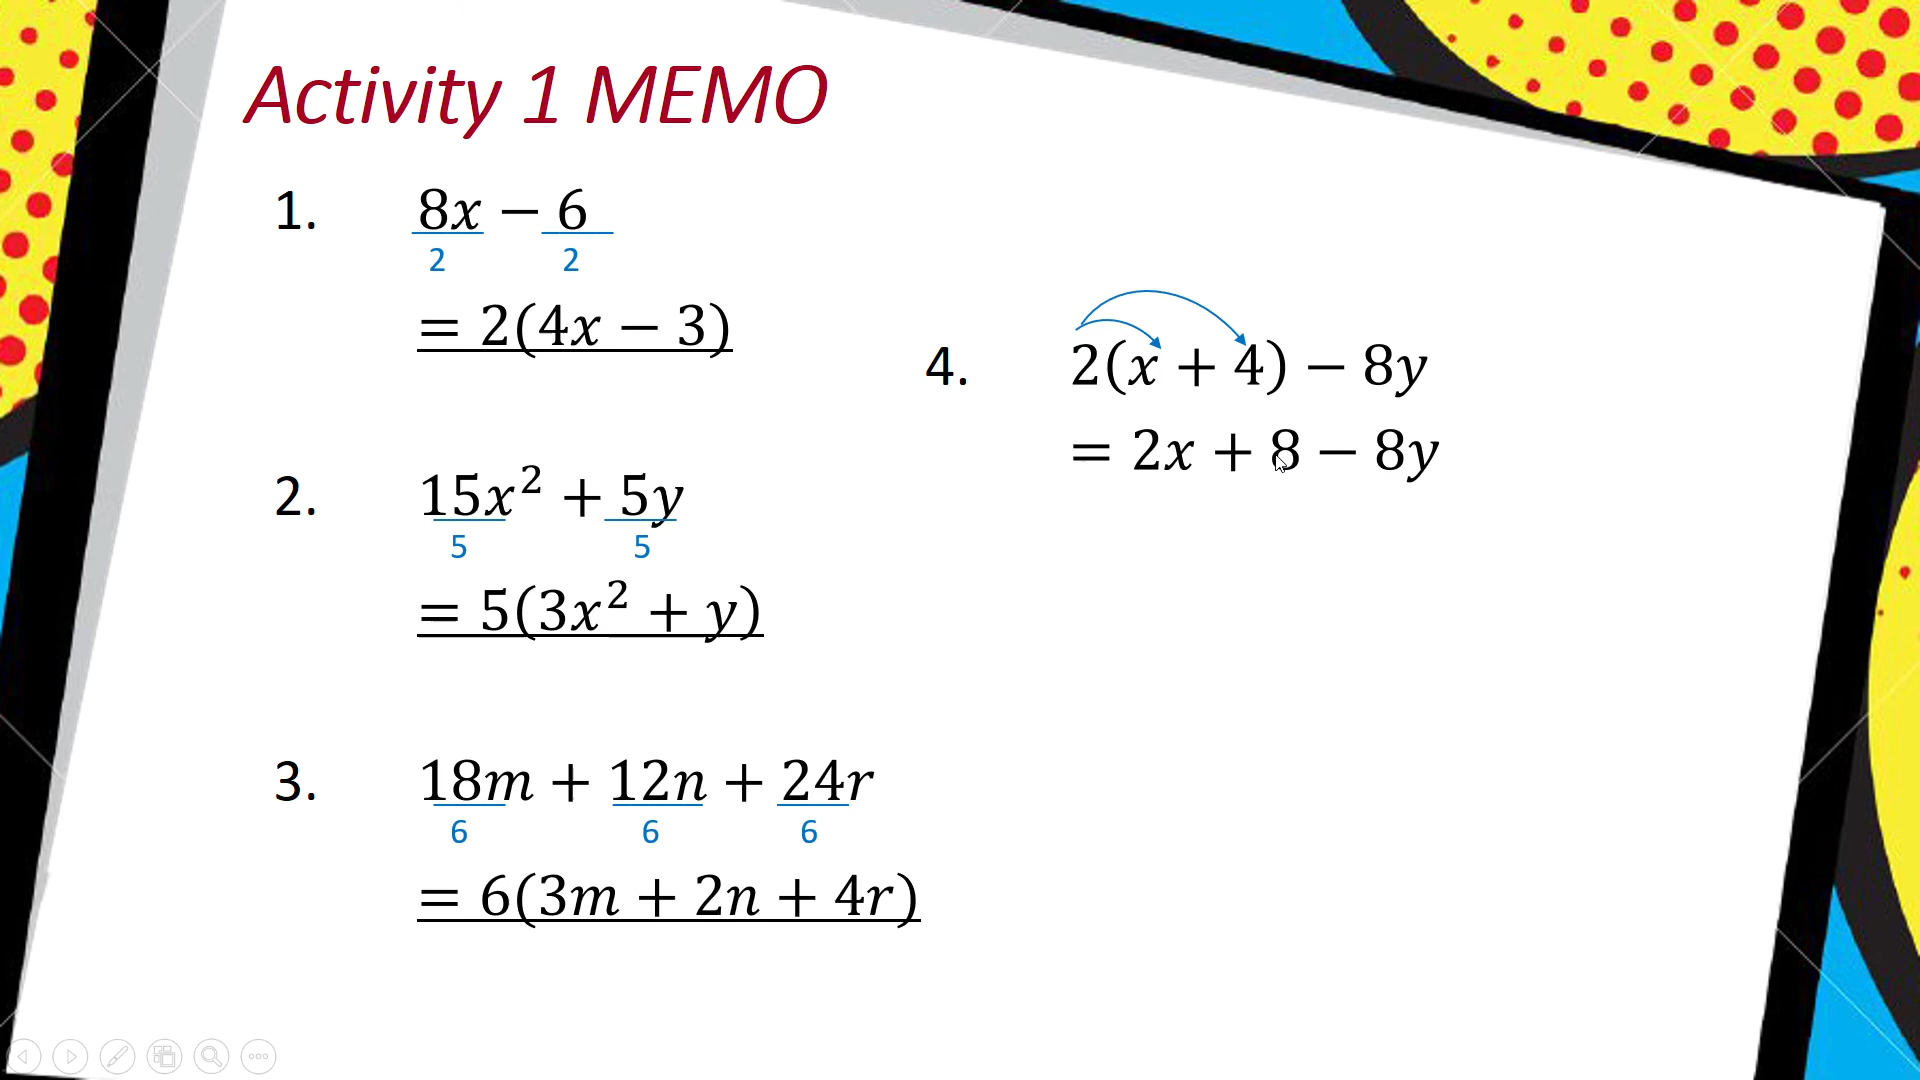 Activity 1 MEMO
1. 8x − 6
2 2
= 2(4x − 3)
2. 15x² + 5y
5 5
= 5(3x² + y)
3. 18m + 12n + 24r
6 6 6
= 6(3m + 2n + 4r)
4. 2(x + 4) − 8y
= 2x + 8 − 8y